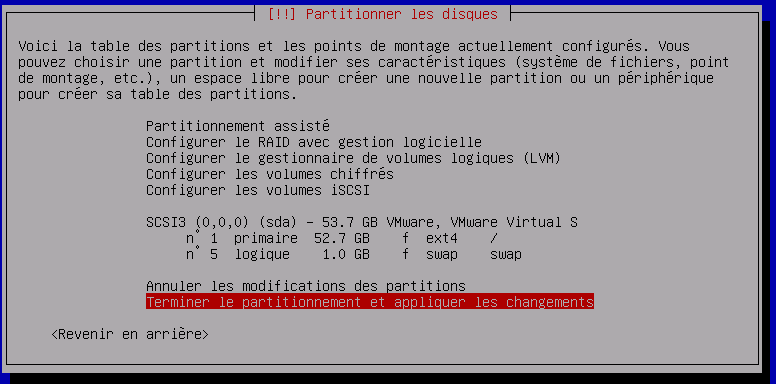 [!!] Partitionner les disques
Voici la table des partitions et les points de montage actuellement configurés. Vous
pouvez choisir une partition et modifier ses caractéristiques (système de fichiers, point
de montage, etc.), un espace libre pour créer une nouvelle partition ou un périphérique
pour créer sa table des partitions.
Partitionnement assisté
Configurer le RAID avec gestion logicielle
Configurer le gestionnaire de volumes logiques (LVM)
Configurer les volumes chiffrés
Configurer les volumes iSCSI
SCSI3 (0,0,0) (sda) - 53.7 GB VMware, VMware Virtual S
n° 1 primaire 52.7 GB f ext4 /
n° 5 logique 1.0 GB f swap swap
Annuler les modifications des partitions
Terminer le partitionnement et appliquer les changements
<Revenir en arrière>